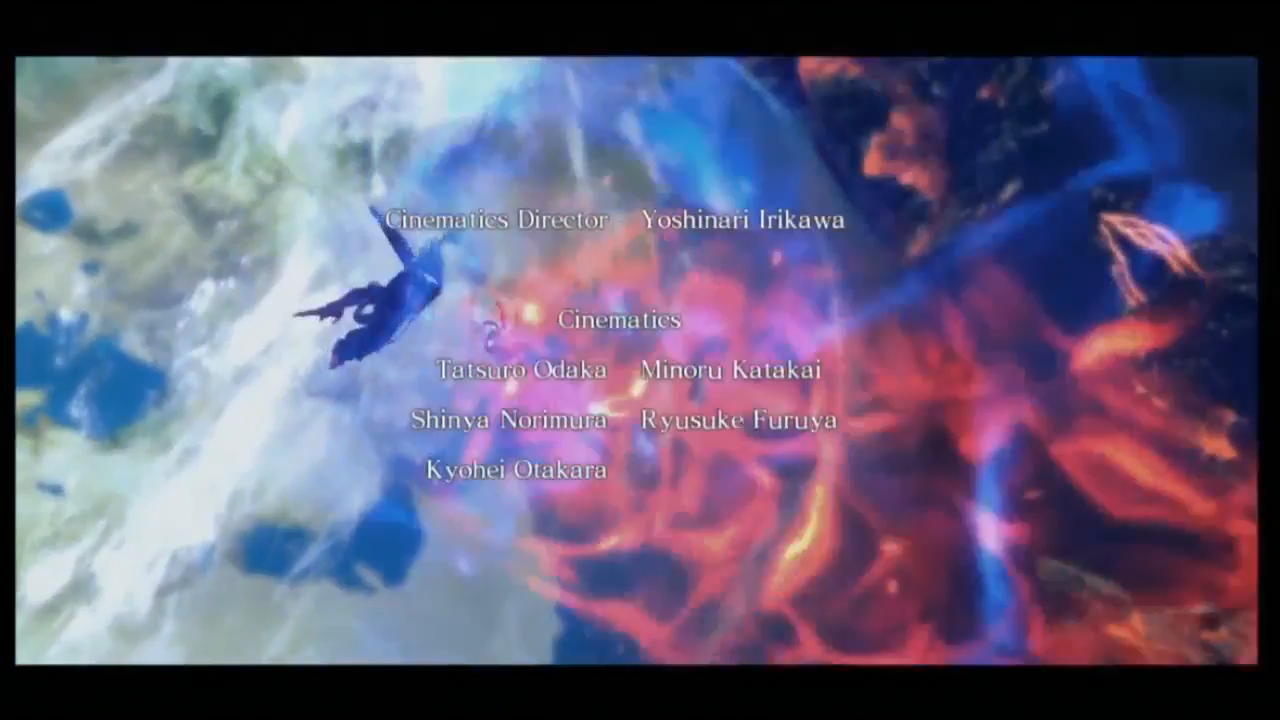 Cinematics Director Yoshinari Irikawa
Cinematics
Tatsuro Odaka Minoru Katakai
Shinya Norimura Ryusuke Furuya
Kyohei Otakara